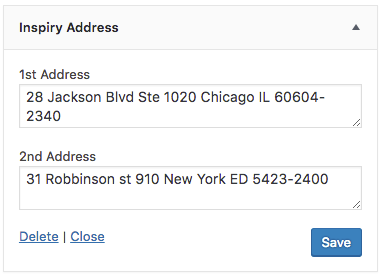 Inspiry Address
1st Address
28 Jackson Blvd Ste 1020 Chicago IL 60604-
2340
2nd Address
31 Robbinson st 910 New York ED 5423-2400
Delete | Close
Save